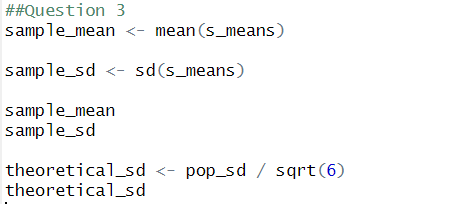 ##Question 3
sample_mean <- mean(s_means)
sample_sd <- sd(s_means)
sample_mean
sample_sd
theoretical_sd <- pop_sd / sqrt(6)
theoretical_sd